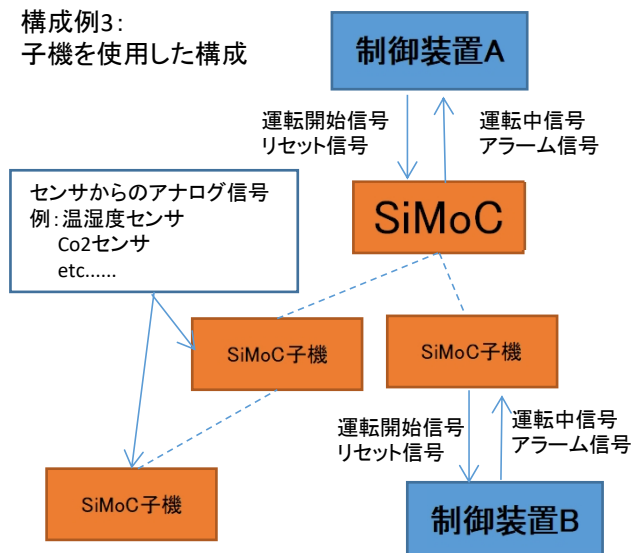 構成例3:
子機を使用した構成
制御装置A
運転開始信号
リセット信号
運転中信号
アラーム信号
センサからのアナログ信号
例:温湿度センサ
Co2センサ
etc......
SiMoC
SiMoC子機
SiMoC子機
運転開始信号
リセット信号
運転中信号
アラーム信号
SiMoC子機
制御装置B